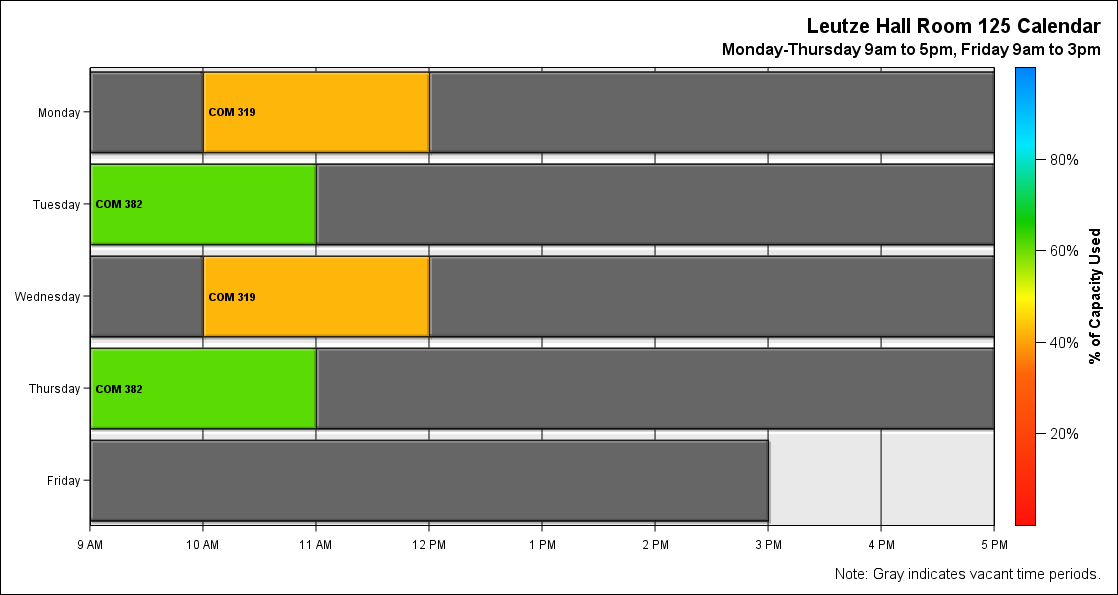 Leutze Hall Room 125 Calendar
Monday-Thursday 9am to 5pm, Friday 9am to 3pm
Monday
COM 319
Tuesday
COM 382
Wednesday
COM 319
Thursday
COM 382
Friday
9 AM 10 AM 11 AM 12 PM 1 PM 2 PM 3 PM 4 PM 5 PM
80%
60%
40%
20%
% of Capacity Used
Note: Gray indicates vacant time periods.